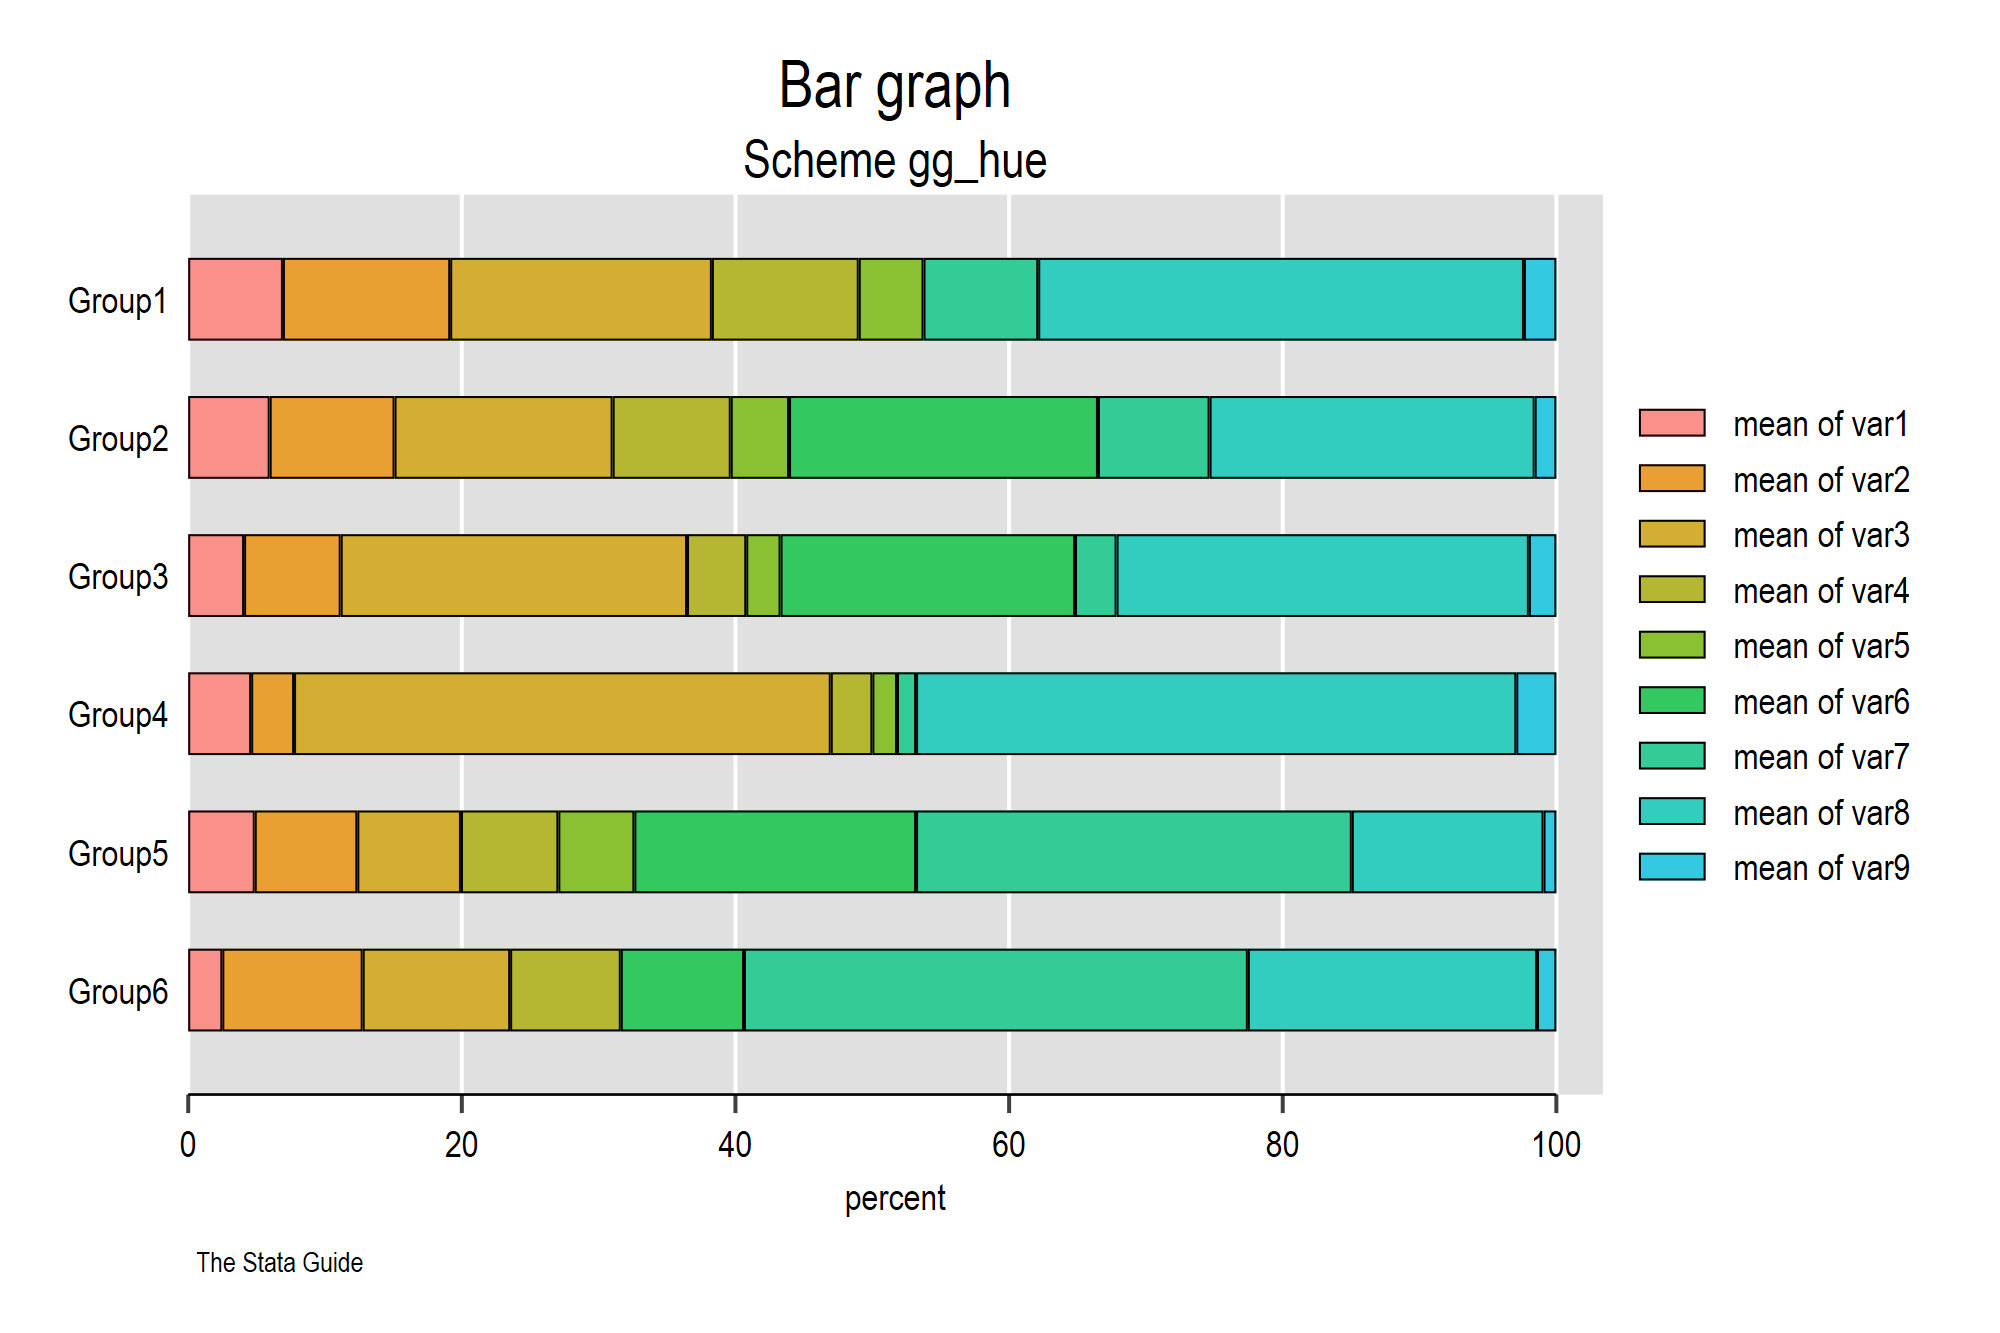 Bar graph
Scheme gg_hue
Group1
Group2
Group3
Group4
Group5
Group6
mean of var1
mean of var2
mean of var3
mean of var4
mean of var5
mean of var6
mean of var7
mean of var8
mean of var9
0 20 40 60 80 100
percent
The Stata Guide